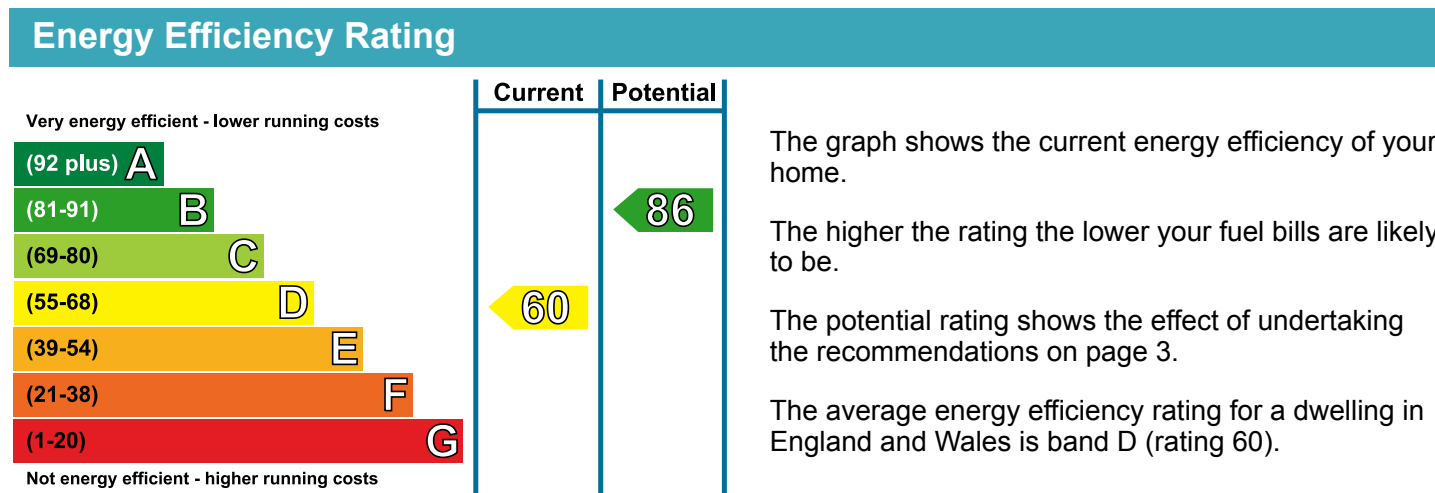 Energy Efficiency Rating
Current Potential
Very energy efficient - lower running costs
(92 plus) A
(81-91) B
86
(69-80) C
(55-68) D
60
(39-54) E
(21-38) F
(1-20) G
Not energy efficient - higher running costs
The graph shows the current energy efficiency of your
home.
The higher the rating the lower your fuel bills are likely
to be.
The potential rating shows the effect of undertaking
the recommendations on page 3.
The average energy efficiency rating for a dwelling in
England and Wales is band D (rating 60).